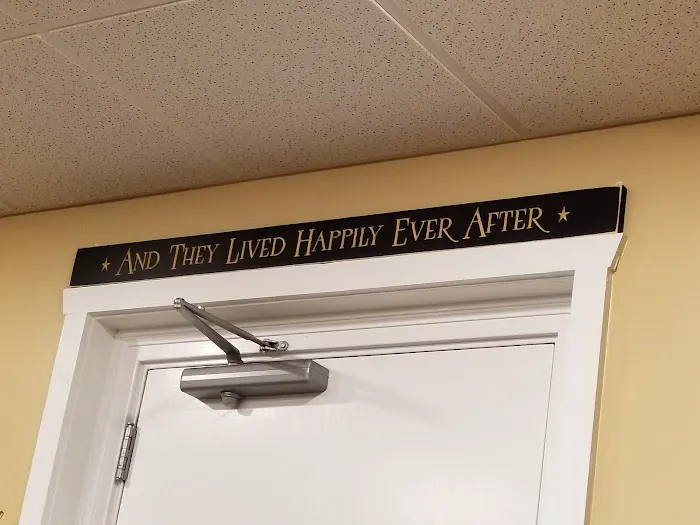 ★ And They Lived Happily Ever After ★